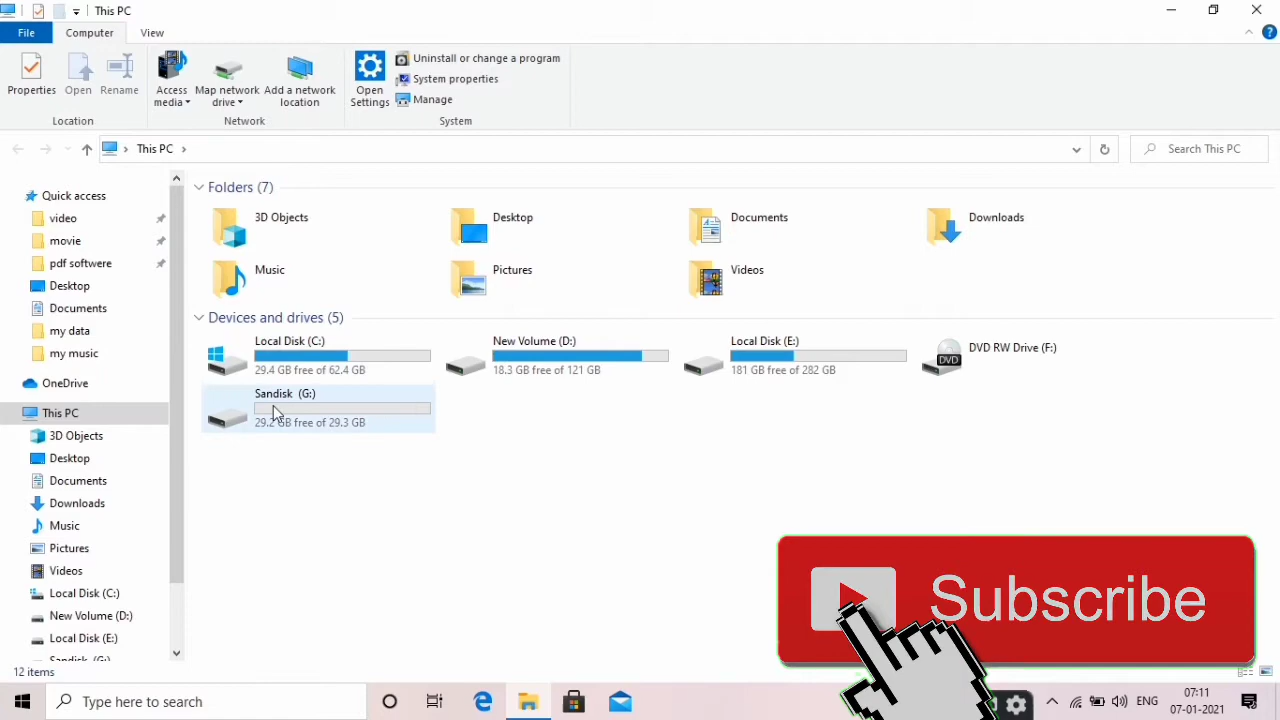 This PC
File
Computer
View
Properties
Open
Rename
Access media
Map network drive
Add a network location
Open Settings
Uninstall or change a program
System properties
Manage
Location
Network
System
This PC
Search This PC
Quick access
video
movie
pdf softwere
Desktop
Documents
my data
my music
OneDrive
This PC
3D Objects
Desktop
Documents
Downloads
Music
Pictures
Videos
Local Disk (C:)
New Volume (D:)
Local Disk (E:)
Sandisk (G:)
Folders (7)
3D Objects
Desktop
Documents
Downloads
Music
Pictures
Videos
Devices and drives (5)
Local Disk (C:)
29.4 GB free of 62.4 GB
New Volume (D:)
18.3 GB free of 121 GB
Local Disk (E:)
181 GB free of 282 GB
DVD RW Drive (F:)
DVD
Sandisk (G:)
29.2 GB free of 29.3 GB
Subscribe
12 items
Type here to search
ENG
07:11
07-01-2021